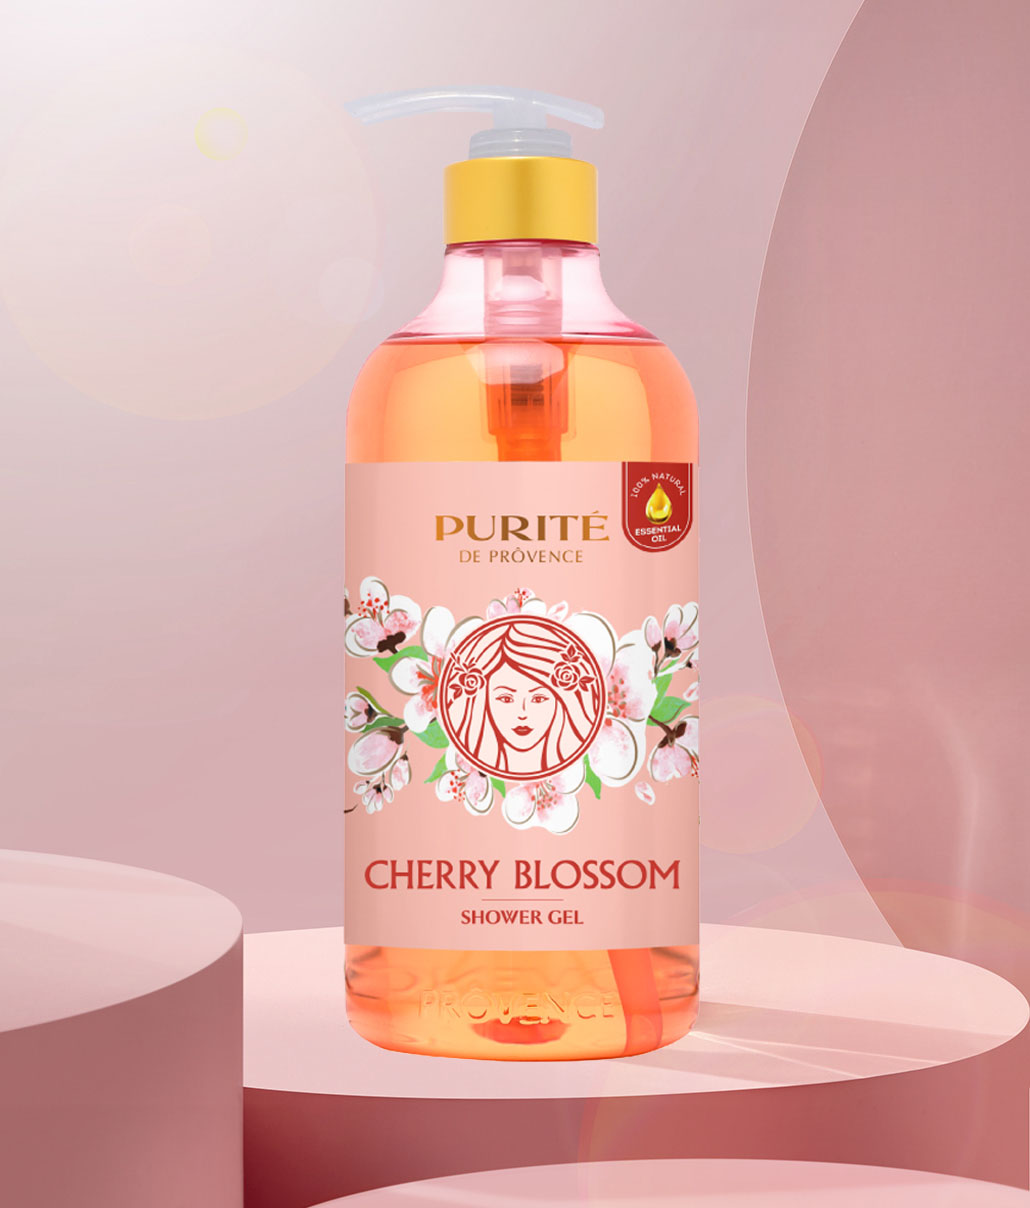 100% NATURAL
ESSENTIAL
OIL
PURITÉ
DE PRÔVENCE
CHERRY BLOSSOM
SHOWER GEL
PRÔVENCE